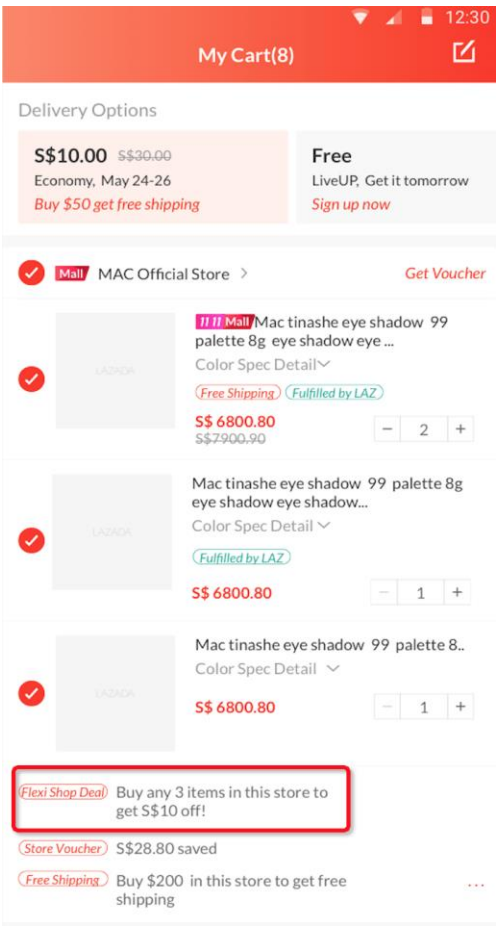 12:30
My Cart(8)
Delivery Options
S$10.00 S$30.00
Economy, May 24-26
Buy $50 get free shipping
Free
LiveUP, Get it tomorrow
Sign up now
Mall MAC Official Store >
Get Voucher
LAZADA
11 11 Mall Mac tinashe eye shadow 99
palette 8g eye shadow eye ...
Color Spec Detail
Free Shipping Fulfilled by LAZ
S$ 6800.80
S$7900.90
− 2 +
LAZADA
Mac tinashe eye shadow 99 palette 8g
eye shadow eye shadow...
Color Spec Detail
Fulfilled by LAZ
S$ 6800.80
− 1 +
LAZADA
Mac tinashe eye shadow 99 palette 8..
Color Spec Detail
S$ 6800.80
− 1 +
Flexi Shop Deal Buy any 3 items in this store to
get S$10 off!
Store Voucher S$28.80 saved
Free Shipping Buy $200 in this store to get free
shipping
...